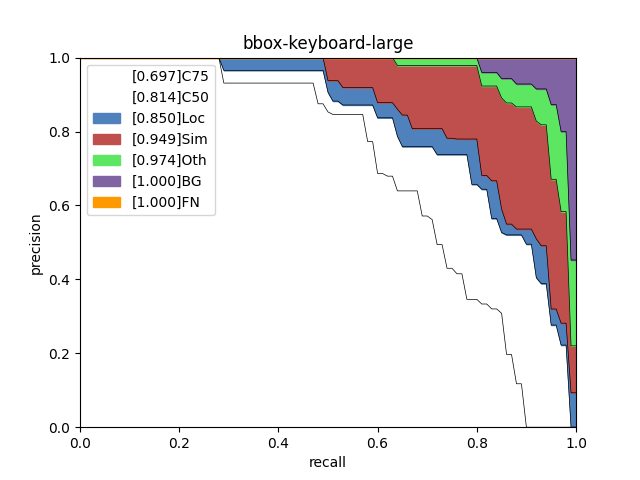 bbox-keyboard-large
1.0
0.8
0.6
0.4
0.2
0.0
precision
[0.697]C75
[0.814]C50
[0.850]Loc
[0.949]Sim
[0.974]Oth
[1.000]BG
[1.000]FN
0.0 0.2 0.4 0.6 0.8 1.0
recall